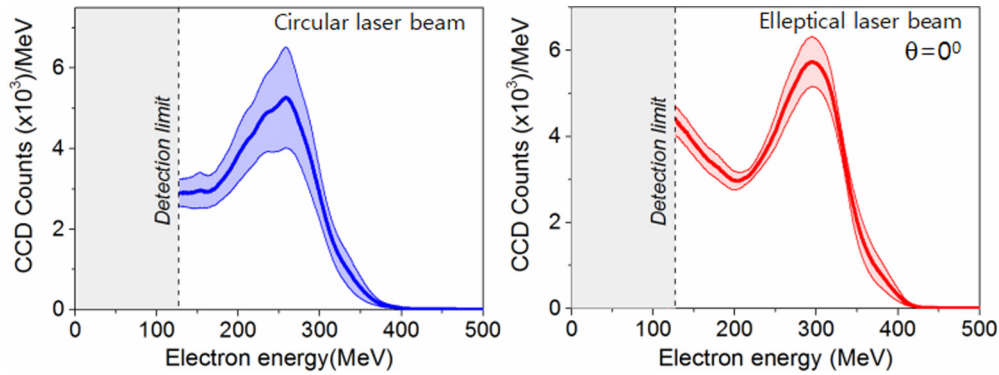 Circular laser beam
CCD Counts (x10³)/MeV
6
4
2
0
Detection limit
0 100 200 300 400 500
Electron energy(MeV)
Elleptical laser beam
θ=0⁰
CCD Counts (x10³)/MeV
6
4
2
0
Detection limit
0 100 200 300 400 500
Electron energy (MeV)